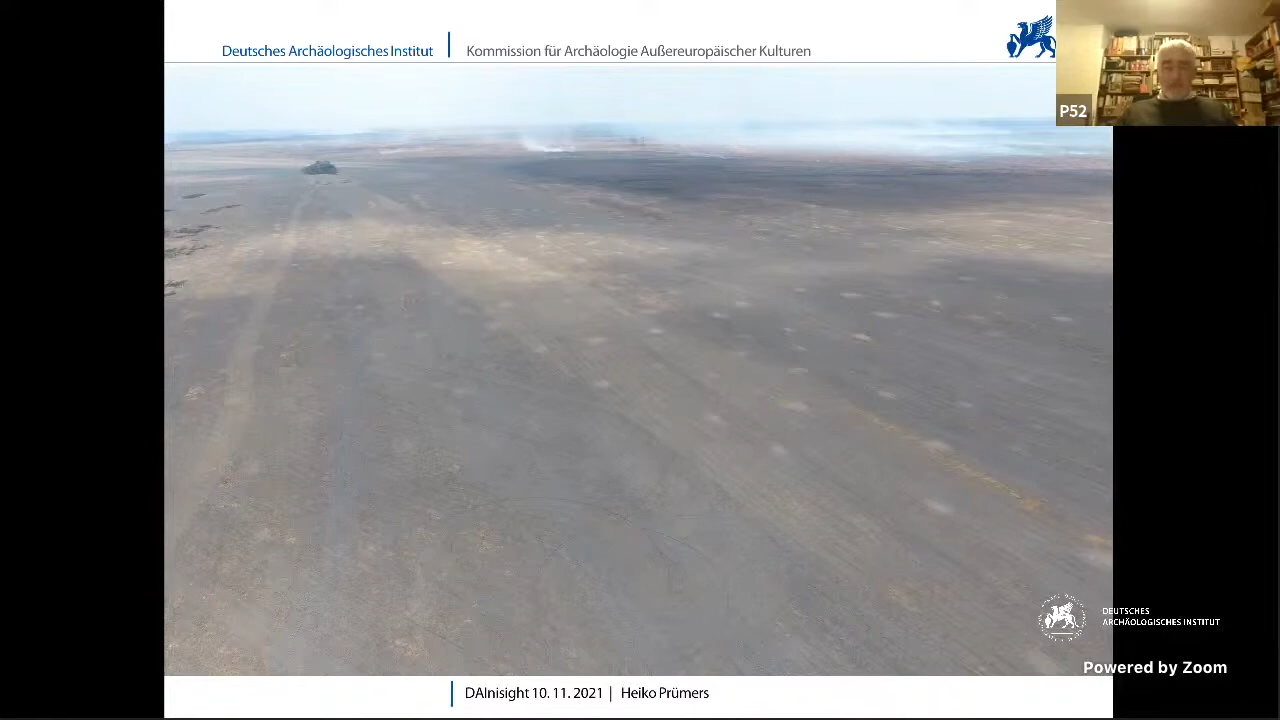 Deutsches Archäologisches Institut
Kommission für Archäologie Außereuropäischer Kulturen
P52
DEUTSCHES
ARCHÄOLOGISCHES INSTITUT
Powered by Zoom
DAInisight 10. 11. 2021 | Heiko Prümers